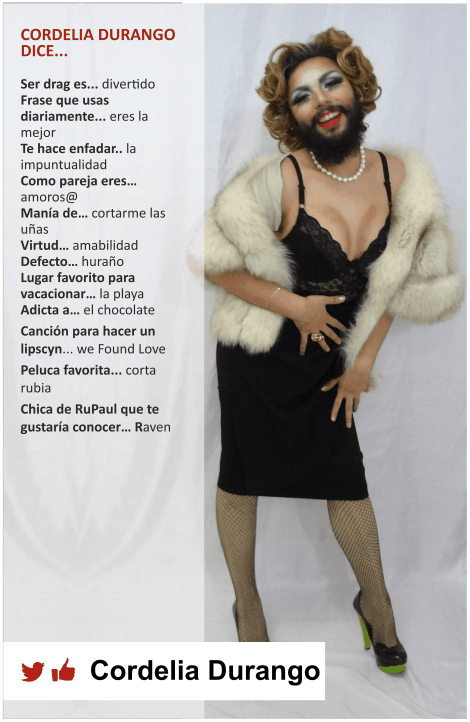 CORDELIA DURANGO
DICE...
Ser drag es... divertido
Frase que usas
diariamente... eres la
mejor
Te hace enfadar.. la
impuntualidad
Como pareja eres...
amoros@
Manía de... cortarme las
uñas
Virtud... amabilidad
Defecto... huraño
Lugar favorito para
vacacionar... la playa
Adicta a... el chocolate
Canción para hacer un
lipscyn... we Found Love
Peluca favorita... corta
rubia
Chica de RuPaul que te
gustaría conocer... Raven
Cordelia Durango